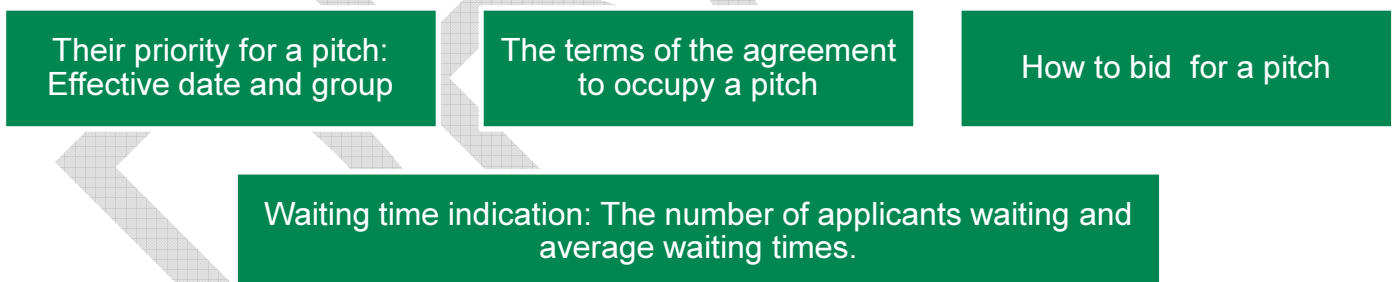 Their priority for a pitch:
Effective date and group
The terms of the agreement
to occupy a pitch
How to bid  for a pitch
Waiting time indication: The number of applicants waiting and
average waiting times.